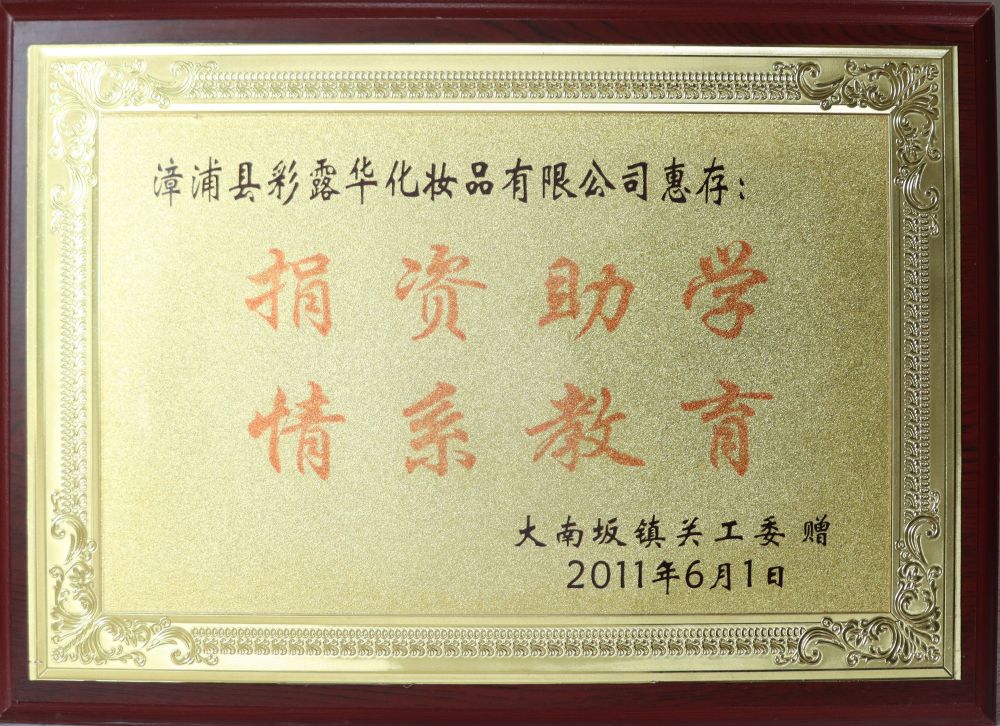 漳浦县彩露华化妆品有限公司惠存：
捐资助学
情系教育
大南坂镇关工委 赠
2011年6月1日